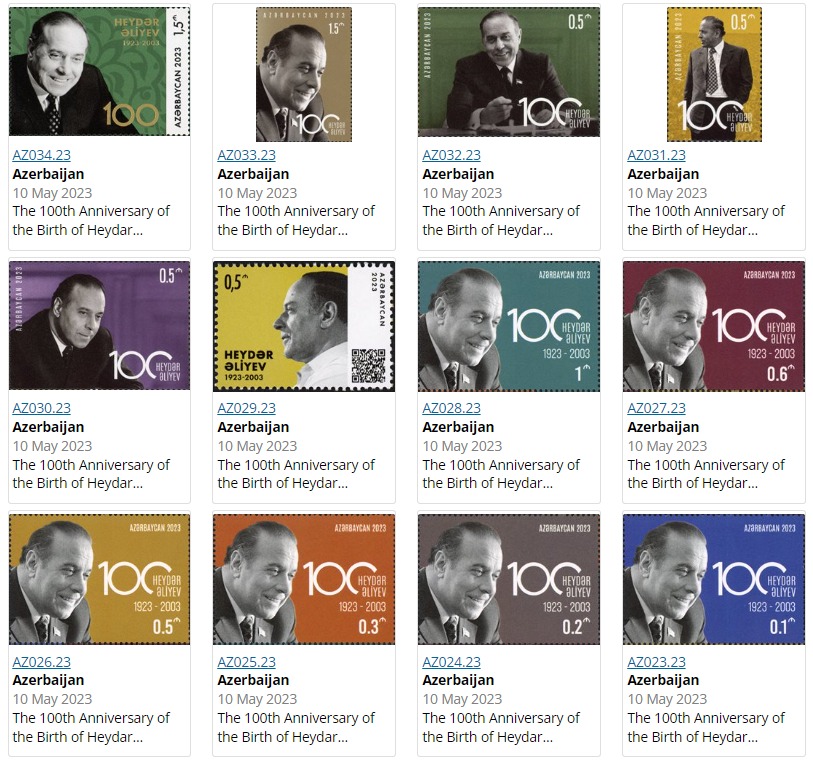 HEYDƏR
ƏLİYEV
1923-2003
100
1,5₼
AZƏRBAYCAN 2023
AZ034.23
Azerbaijan
10 May 2023
The 100th Anniversary of
the Birth of Heydar...
AZƏRBAYCAN 2023
1.5₼
100
HEYDƏR
ƏLİYEV
AZ033.23
Azerbaijan
10 May 2023
The 100th Anniversary of
the Birth of Heydar...
AZƏRBAYCAN 2023
0.5₼
100
HEYDƏR
ƏLİYEV
AZ032.23
Azerbaijan
10 May 2023
The 100th Anniversary of
the Birth of Heydar...
AZƏRBAYCAN 2023
0.5₼
100
HEYDƏR
ƏLİYEV
AZ031.23
Azerbaijan
10 May 2023
The 100th Anniversary of
the Birth of Heydar...
AZƏRBAYCAN 2023
0.5₼
100
HEYDƏR
ƏLİYEV
AZ030.23
Azerbaijan
10 May 2023
The 100th Anniversary of
the Birth of Heydar...
0,5₼
AZƏRBAYCAN
2023
HEYDƏR
ƏLİYEV
1923-2003
AZ029.23
Azerbaijan
10 May 2023
The 100th Anniversary of
the Birth of Heydar...
AZƏRBAYCAN 2023
100
HEYDƏR
ƏLİYEV
1923 - 2003
1₼
AZ028.23
Azerbaijan
10 May 2023
The 100th Anniversary of
the Birth of Heydar...
AZƏRBAYCAN 2023
100
HEYDƏR
ƏLİYEV
1923 - 2003
0.6₼
AZ027.23
Azerbaijan
10 May 2023
The 100th Anniversary of
the Birth of Heydar...
AZƏRBAYCAN 2023
100
HEYDƏR
ƏLİYEV
1923 - 2003
0.5₼
AZ026.23
Azerbaijan
10 May 2023
The 100th Anniversary of
the Birth of Heydar...
AZƏRBAYCAN 2023
100
HEYDƏR
ƏLİYEV
1923 - 2003
0.3₼
AZ025.23
Azerbaijan
10 May 2023
The 100th Anniversary of
the Birth of Heydar...
AZƏRBAYCAN 2023
100
HEYDƏR
ƏLİYEV
1923 - 2003
0.2₼
AZ024.23
Azerbaijan
10 May 2023
The 100th Anniversary of
the Birth of Heydar...
AZƏRBAYCAN 2023
100
HEYDƏR
ƏLİYEV
1923 - 2003
0.1₼
AZ023.23
Azerbaijan
10 May 2023
The 100th Anniversary of
the Birth of Heydar...